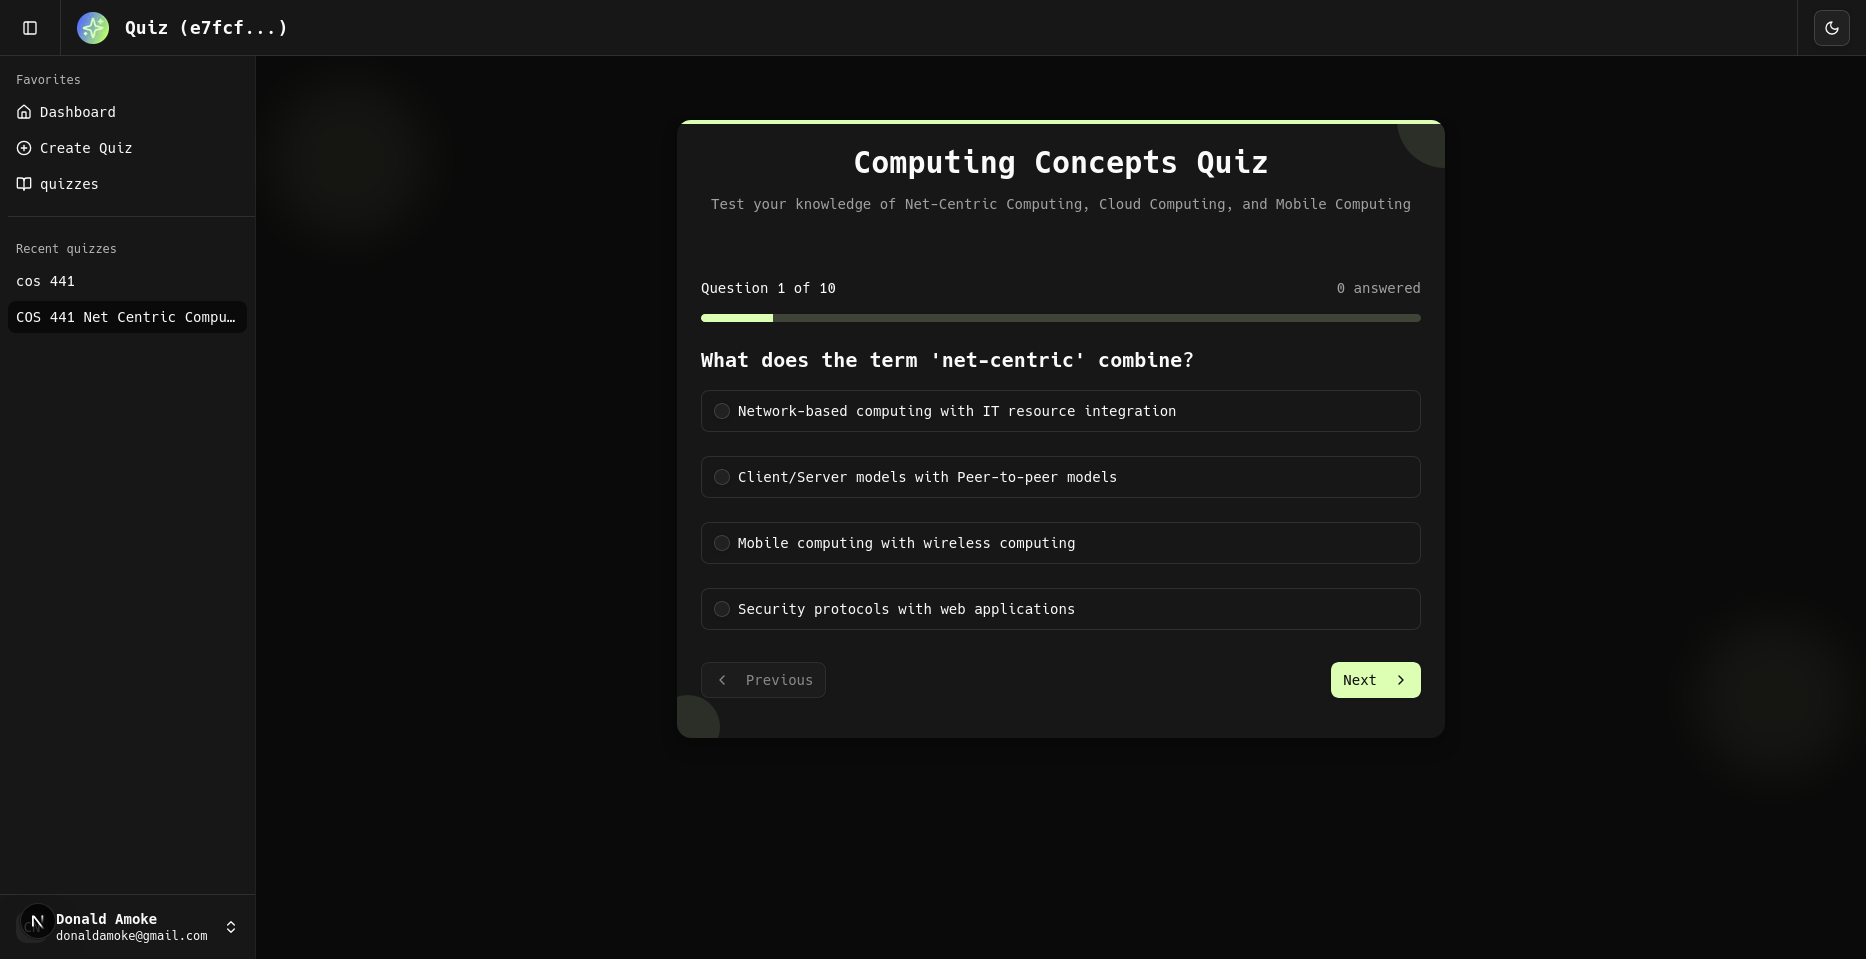 Quiz (e7fcf...)
Favorites
Dashboard
Create Quiz
quizzes
Recent quizzes
cos 441
COS 441 Net Centric Compu…
Donald Amoke
donaldamoke@gmail.com
Computing Concepts Quiz
Test your knowledge of Net-Centric Computing, Cloud Computing, and Mobile Computing
Question 1 of 10
0 answered
What does the term 'net-centric' combine?
Network-based computing with IT resource integration
Client/Server models with Peer-to-peer models
Mobile computing with wireless computing
Security protocols with web applications
Previous
Next